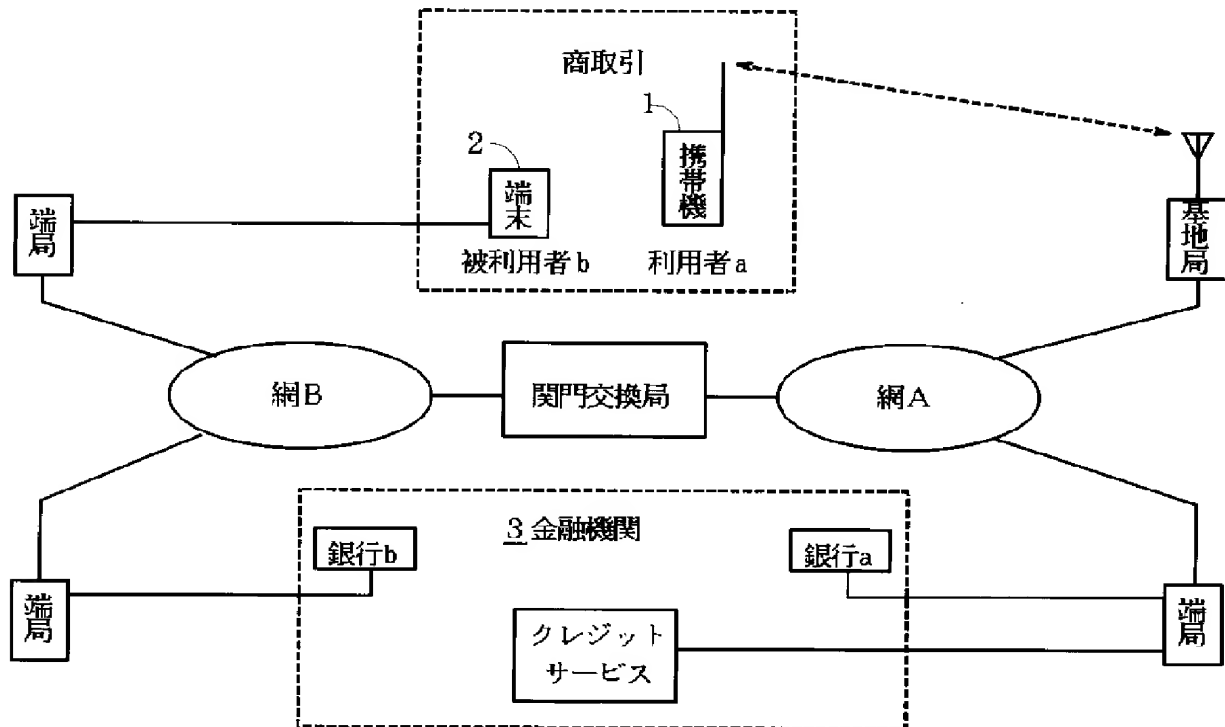 商取引
1
2
携帯機
端末
端局
基地局
被利用者b
利用者a
網B
関門交換局
網A
3 金融機関
銀行b
銀行a
端局
端局
クレジット
サービス